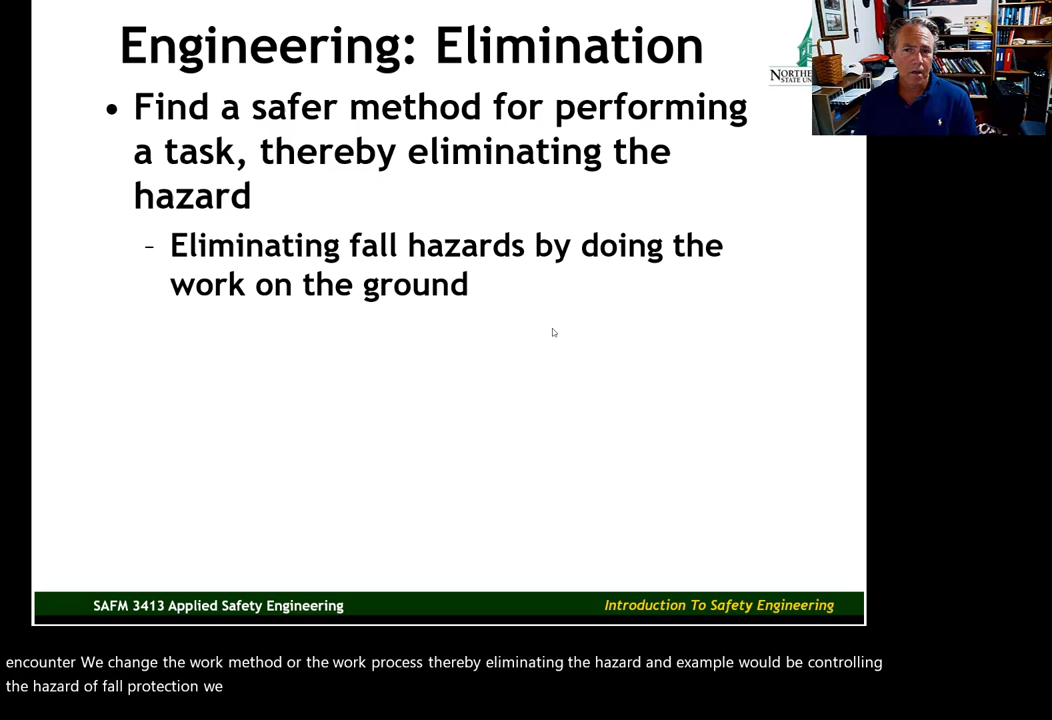 Engineering: Elimination
• Find a safer method for performing
a task, thereby eliminating the
hazard
- Eliminating fall hazards by doing the
work on the ground
SAFM 3413 Applied Safety Engineering
Introduction To Safety Engineering
encounter We change the work method or the work process thereby eliminating the hazard and example would be controlling
the hazard of fall protection we